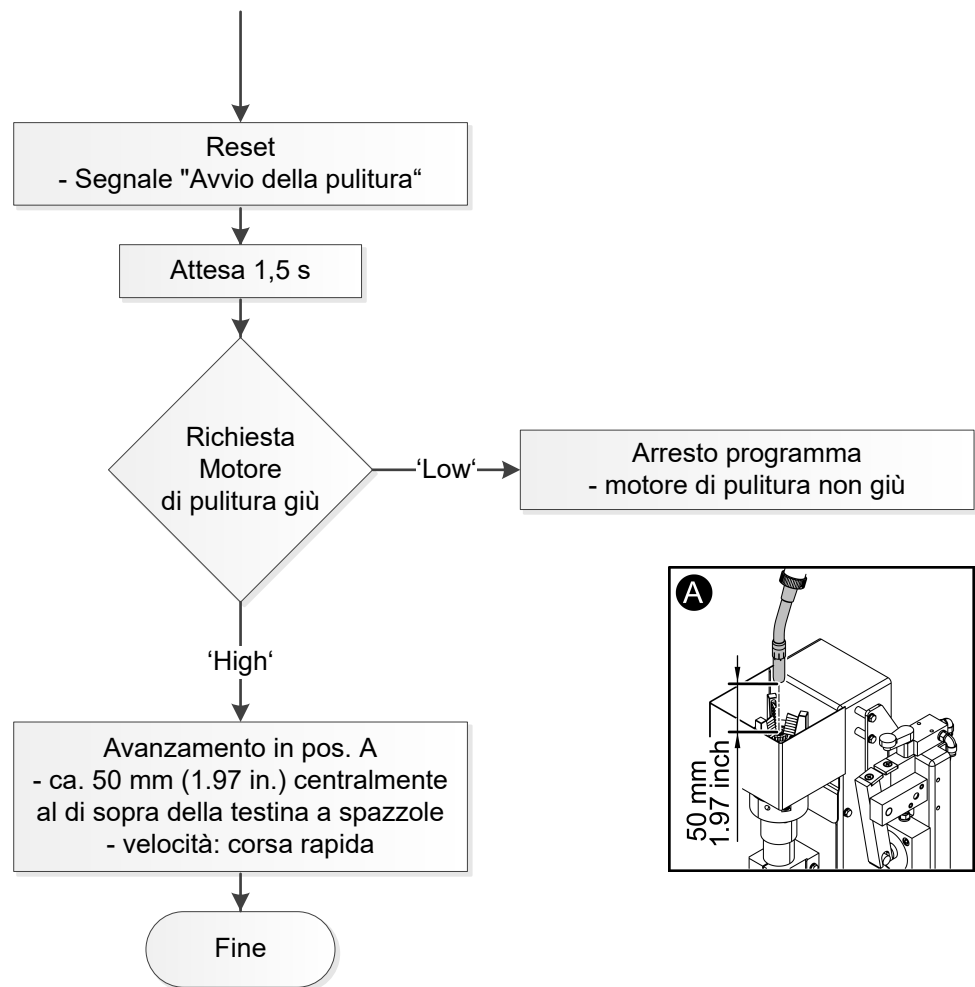 Reset
- Segnale "Avvio della pulitura“
Attesa 1,5 s
Richiesta
Motore
di pulitura giù
‘Low‘
Arresto programma
- motore di pulitura non giù
A
50 mm
1.97 inch
‘High‘
Avanzamento in pos. A
- ca. 50 mm (1.97 in.) centralmente
al di sopra della testina a spazzole
- velocità: corsa rapida
Fine